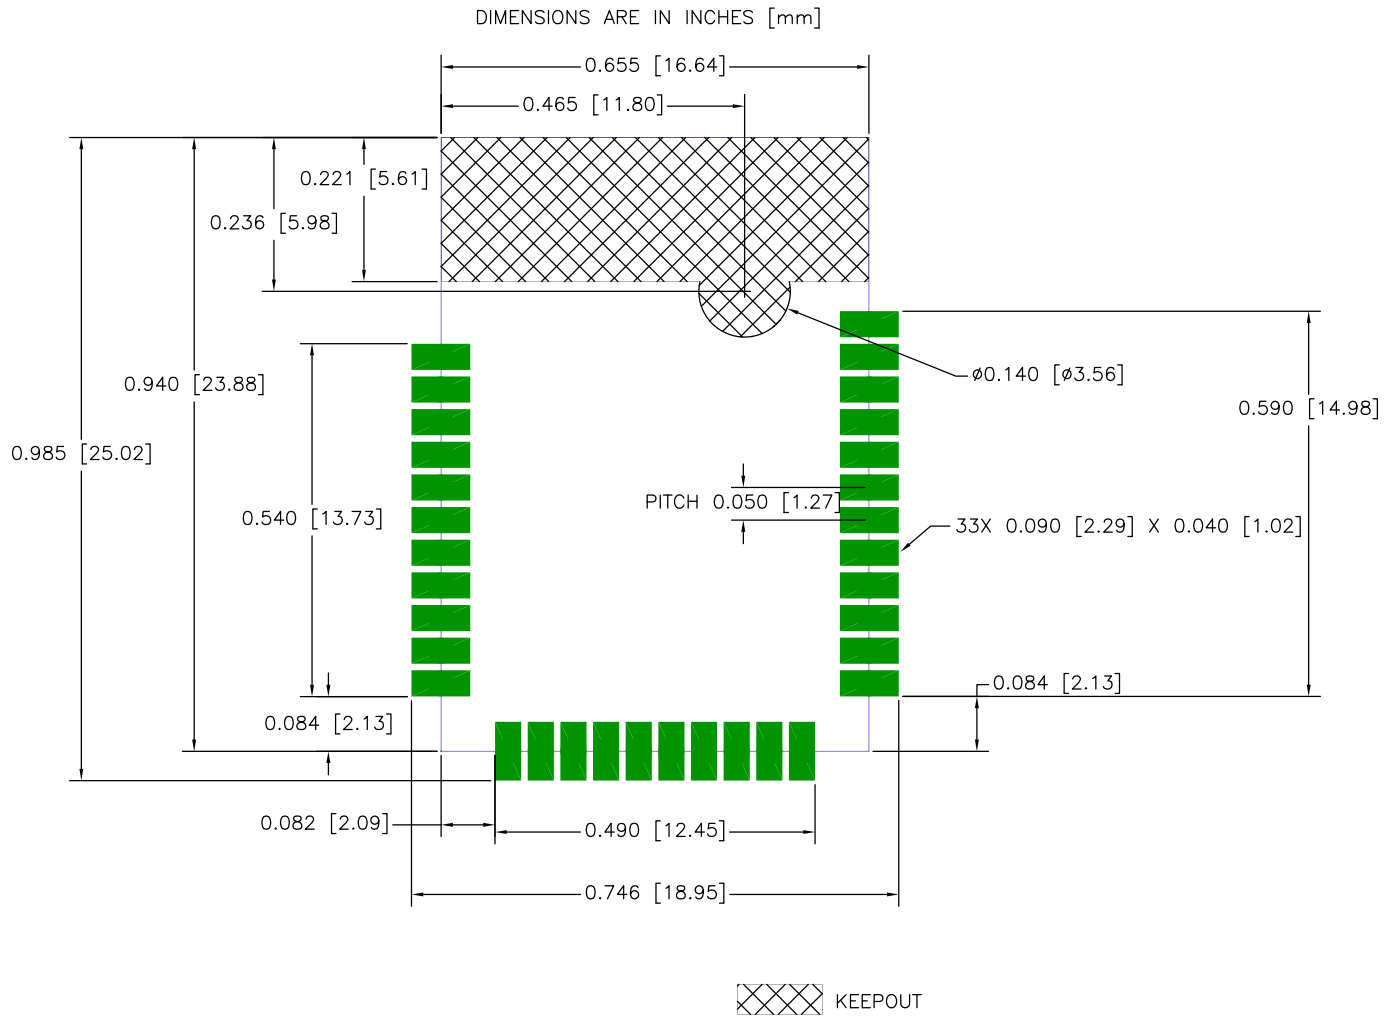 DIMENSIONS ARE IN INCHES [mm]
0.655 [16.64]
0.465 [11.80]
0.221 [5.61]
0.236 [5.98]
0.940 [23.88]
ø0.140 [ø3.56]
0.590 [14.98]
0.985 [25.02]
PITCH 0.050 [1.27]
0.540 [13.73]
33X 0.090 [2.29] X 0.040 [1.02]
0.084 [2.13]
0.084 [2.13]
0.082 [2.09]
0.490 [12.45]
0.746 [18.95]
KEEPOUT